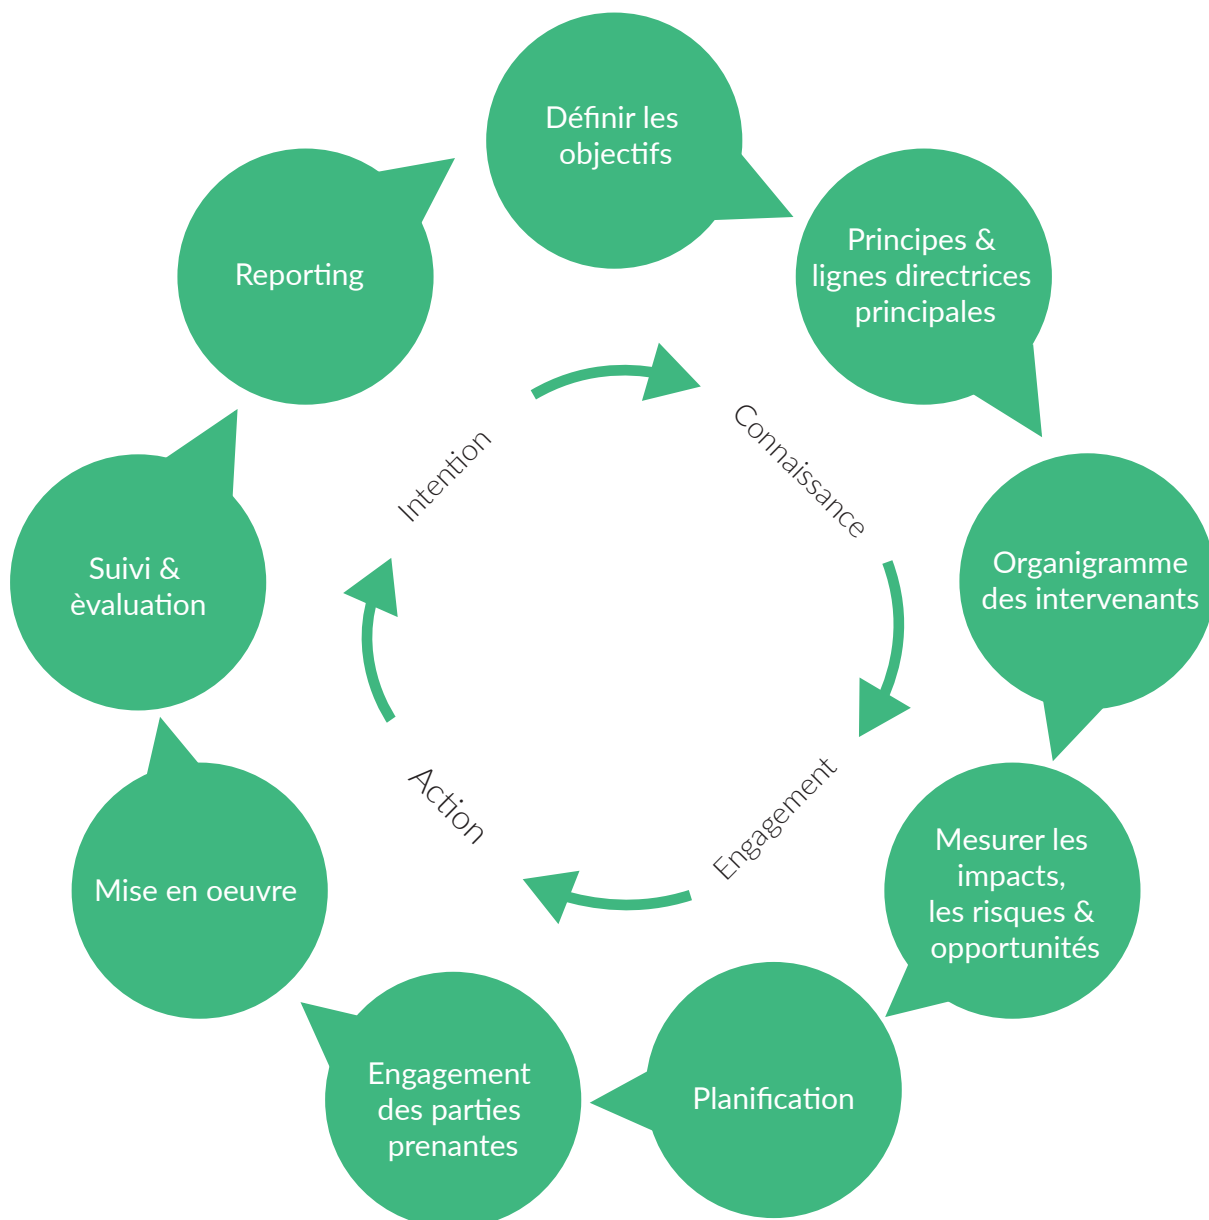 Définir les
objectifs
Principes &
lignes directrices
principales
Organigramme
des intervenants
Mesurer les
impacts,
les risques &
opportunités
Planification
Engagement
des parties
prenantes
Mise en oeuvre
Suivi &
èvaluation
Reporting
Intention
Connaissance
Engagement
Action